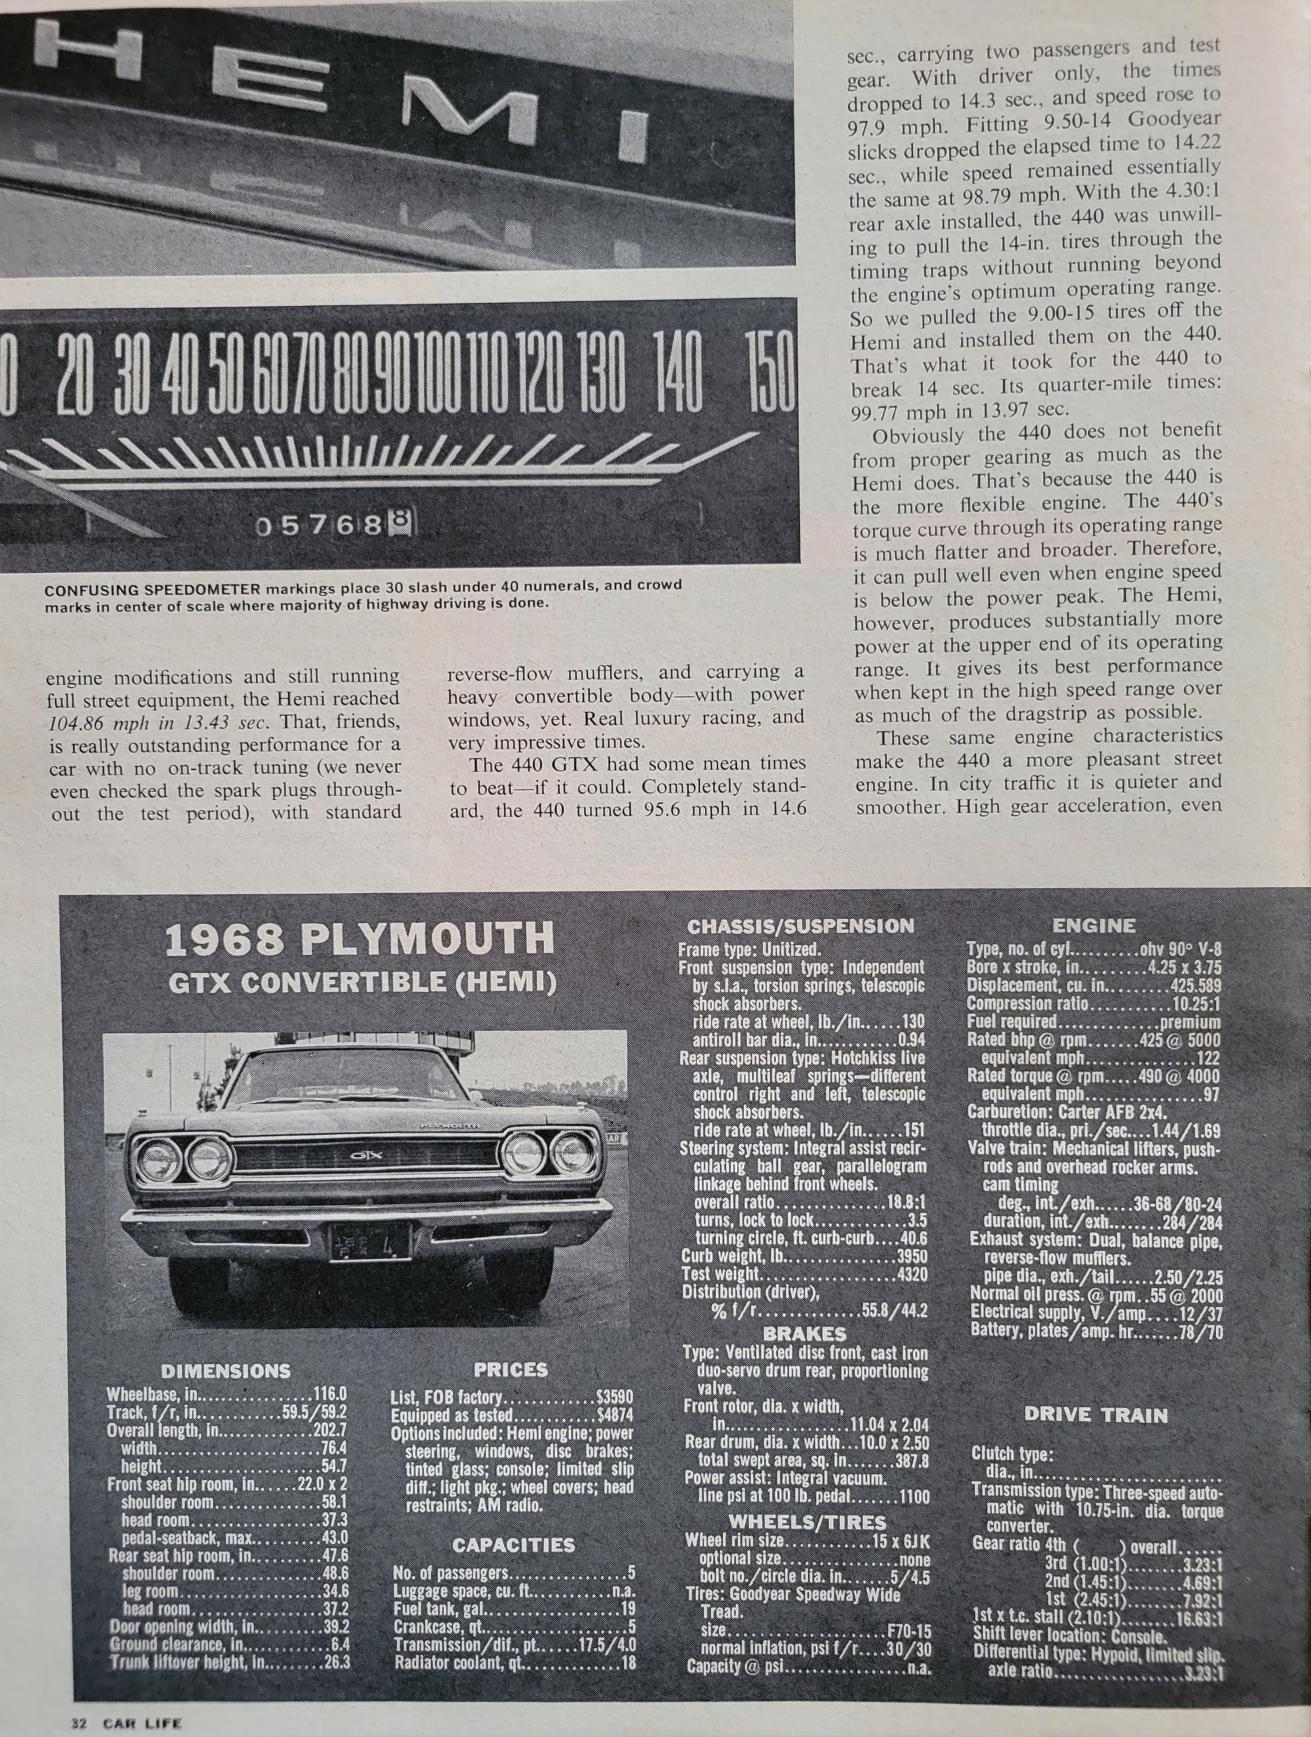 HEMI
0 20 30 40 50 60 70 80 90 100 110 120 130 140 150
05768
CONFUSING SPEEDOMETER markings place 30 slash under 40 numerals, and crowd
marks in center of scale where majority of highway driving is done.
engine modifications and still running
full street equipment, the Hemi reached
104.86 mph in 13.43 sec. That, friends,
is really outstanding performance for a
car with no on-track tuning (we never
even checked the spark plugs through-
out the test period), with standard
reverse-flow mufflers, and carrying a
heavy convertible body—with power
windows, yet. Real luxury racing, and
very impressive times.
The 440 GTX had some mean times
to beat—if it could. Completely stand-
ard, the 440 turned 95.6 mph in 14.6
sec., carrying two passengers and test
gear. With driver only, the times
dropped to 14.3 sec., and speed rose to
97.9 mph. Fitting 9.50-14 Goodyear
slicks dropped the elapsed time to 14.22
sec., while speed remained essentially
the same at 98.79 mph. With the 4.30:1
rear axle installed, the 440 was unwill-
ing to pull the 14-in. tires through the
timing traps without running beyond
the engine's optimum operating range.
So we pulled the 9.00-15 tires off the
Hemi and installed them on the 440.
That's what it took for the 440 to
break 14 sec. Its quarter-mile times:
99.77 mph in 13.97 sec.
Obviously the 440 does not benefit
from proper gearing as much as the
Hemi does. That's because the 440 is
the more flexible engine. The 440's
torque curve through its operating range
is much flatter and broader. Therefore,
it can pull well even when engine speed
is below the power peak. The Hemi,
however, produces substantially more
power at the upper end of its operating
range. It gives its best performance
when kept in the high speed range over
as much of the dragstrip as possible.
These same engine characteristics
make the 440 a more pleasant street
engine. In city traffic it is quieter and
smoother. High gear acceleration, even
1968 PLYMOUTH
GTX CONVERTIBLE (HEMI)
PLYMOUTH
GTX
DIMENSIONS
Wheelbase, in.................116.0
Track, f/r, in............59.5/59.2
Overall length, in..............202.7
width.......................76.4
height......................54.7
Front seat hip room, in......22.0 x 2
shoulder room...............58.1
head room...................37.3
pedal-seatback, max.........43.0
Rear seat hip room, in..........47.6
shoulder room...............48.6
leg room....................34.6
head room...................37.2
Door opening width, in..........39.2
Ground clearance, in.............6.4
Trunk liftover height, in........26.3
PRICES
List, FOB factory.............$3590
Equipped as tested............$4874
Options included: Hemi engine; power
steering, windows, disc brakes;
tinted glass; console; limited slip
diff.; light pkg.; wheel covers; head
restraints; AM radio.
CAPACITIES
No. of passengers..................5
Luggage space, cu. ft............n.a.
Fuel tank, gal...................19
Crankcase, qt.....................5
Transmission/dif., pt......17.5/4.0
Radiator coolant, qt.............18
CHASSIS/SUSPENSION
Frame type: Unitized.
Front suspension type: Independent
by s.l.a., torsion springs, telescopic
shock absorbers.
ride rate at wheel, lb./in......130
antiroll bar dia., in...........0.94
Rear suspension type: Hotchkiss live
axle, multileaf springs—different
control right and left, telescopic
shock absorbers.
ride rate at wheel, lb./in......151
Steering system: Integral assist recir-
culating ball gear, parallelogram
linkage behind front wheels.
overall ratio...............18.8:1
turns, lock to lock............3.5
turning circle, ft. curb-curb....40.6
Curb weight, lb................3950
Test weight...................4320
Distribution (driver),
% f/r..............55.8/44.2
BRAKES
Type: Ventilated disc front, cast iron
duo-servo drum rear, proportioning
valve.
Front rotor, dia. x width,
in.................11.04 x 2.04
Rear drum, dia. x width...10.0 x 2.50
total swept area, sq. in.......387.8
Power assist: Integral vacuum.
line psi at 100 lb. pedal.......1100
WHEELS/TIRES
Wheel rim size............15 x 6JK
optional size................none
bolt no./circle dia. in.......5/4.5
Tires: Goodyear Speedway Wide
Tread.
size.......................F70-15
normal inflation, psi f/r....30/30
Capacity @ psi..................n.a.
ENGINE
Type, no. of cyl..........ohv 90° V-8
Bore x stroke, in..........4.25 x 3.75
Displacement, cu. in.........425.589
Compression ratio............10.25:1
Fuel required..............premium
Rated bhp @ rpm.......425 @ 5000
equivalent mph...............122
Rated torque @ rpm.....490 @ 4000
equivalent mph................97
Carburetion: Carter AFB 2x4.
throttle dia., pri./sec....1.44/1.69
Valve train: Mechanical lifters, push-
rods and overhead rocker arms.
cam timing
deg., int./exh......36-68/80-24
duration, int./exh........284/284
Exhaust system: Dual, balance pipe,
reverse-flow mufflers.
pipe dia., exh./tail......2.50/2.25
Normal oil press. @ rpm..55 @ 2000
Electrical supply, V./amp....12/37
Battery, plates/amp. hr.......78/70
DRIVE TRAIN
Clutch type:
dia., in..........................
Transmission type: Three-speed auto-
matic with 10.75-in. dia. torque
converter.
Gear ratio 4th ( ) overall......
3rd (1.00:1)........3.23:1
2nd (1.45:1)........4.69:1
1st (2.45:1)........7.92:1
1st x t.c. stall (2.10:1).......16.63:1
Shift lever location: Console.
Differential type: Hypoid, limited slip.
axle ratio..................3.23:1
32 CAR LIFE